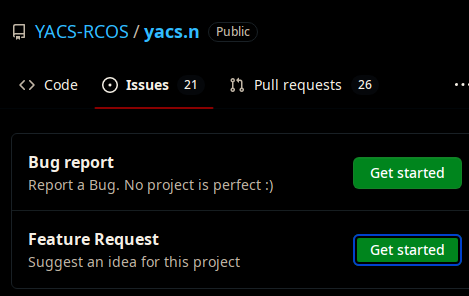 YACS-RCOS / yacs.n Public
Code Issues 21 Pull requests 26 ...
Bug report
Report a Bug. No project is perfect :)
Get started
Feature Request
Suggest an idea for this project
Get started